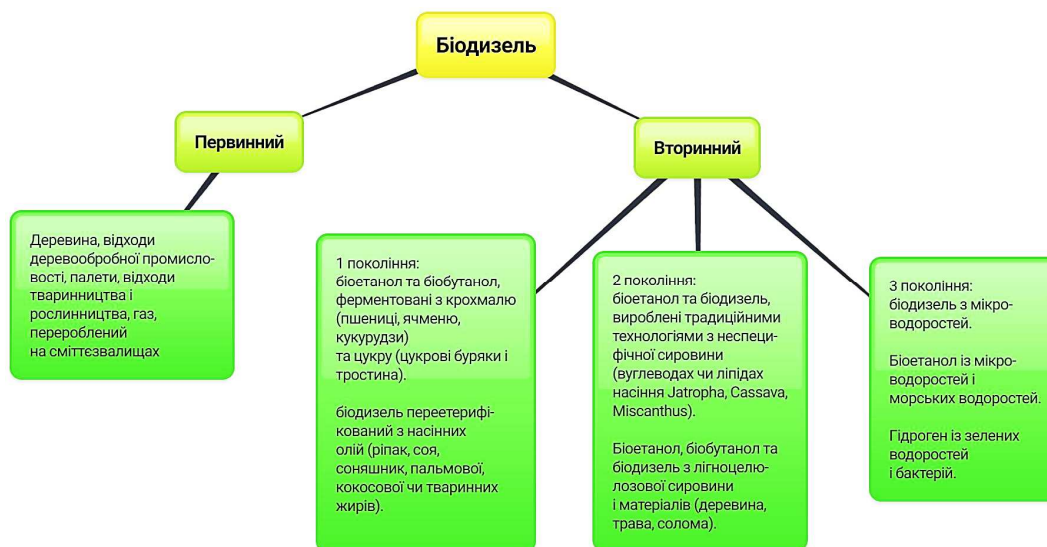 Біодизель
Первинний
Вторинний
Деревина, відходи
деревообробної промисло-
вості, палети, відходи
тваринництва і
рослинництва, газ,
перероблений
на сміттєзвалищах
1 покоління:
біоетанол та біобутанол,
ферментовані з крохмалю
(пшениці, ячменю,
кукурудзи)
та цукру (цукрові буряки і
тростина).
біодизель переетерифі-
кований з насінних
олій (ріпак, соя,
соняшник, пальмової,
кокосової чи тваринних
жирів).
2 покоління:
біоетанол та біодизель,
вироблені традиційними
технологіями з неспеци-
фічної сировини
(вуглеводах чи ліпідах
насіння Jatropha, Cassava,
Miscanthus).
Біоетанол, біобутанол та
біодизель з лігноцелю-
лозової сировини
і матеріалів (деревина,
трава, солома).
3 покоління:
біодизель з мікро-
водоростей.
Біоетанол із мікро-
водоростей і
морських водоростей.
Гідроген із зелених
водоростей
і бактерій.